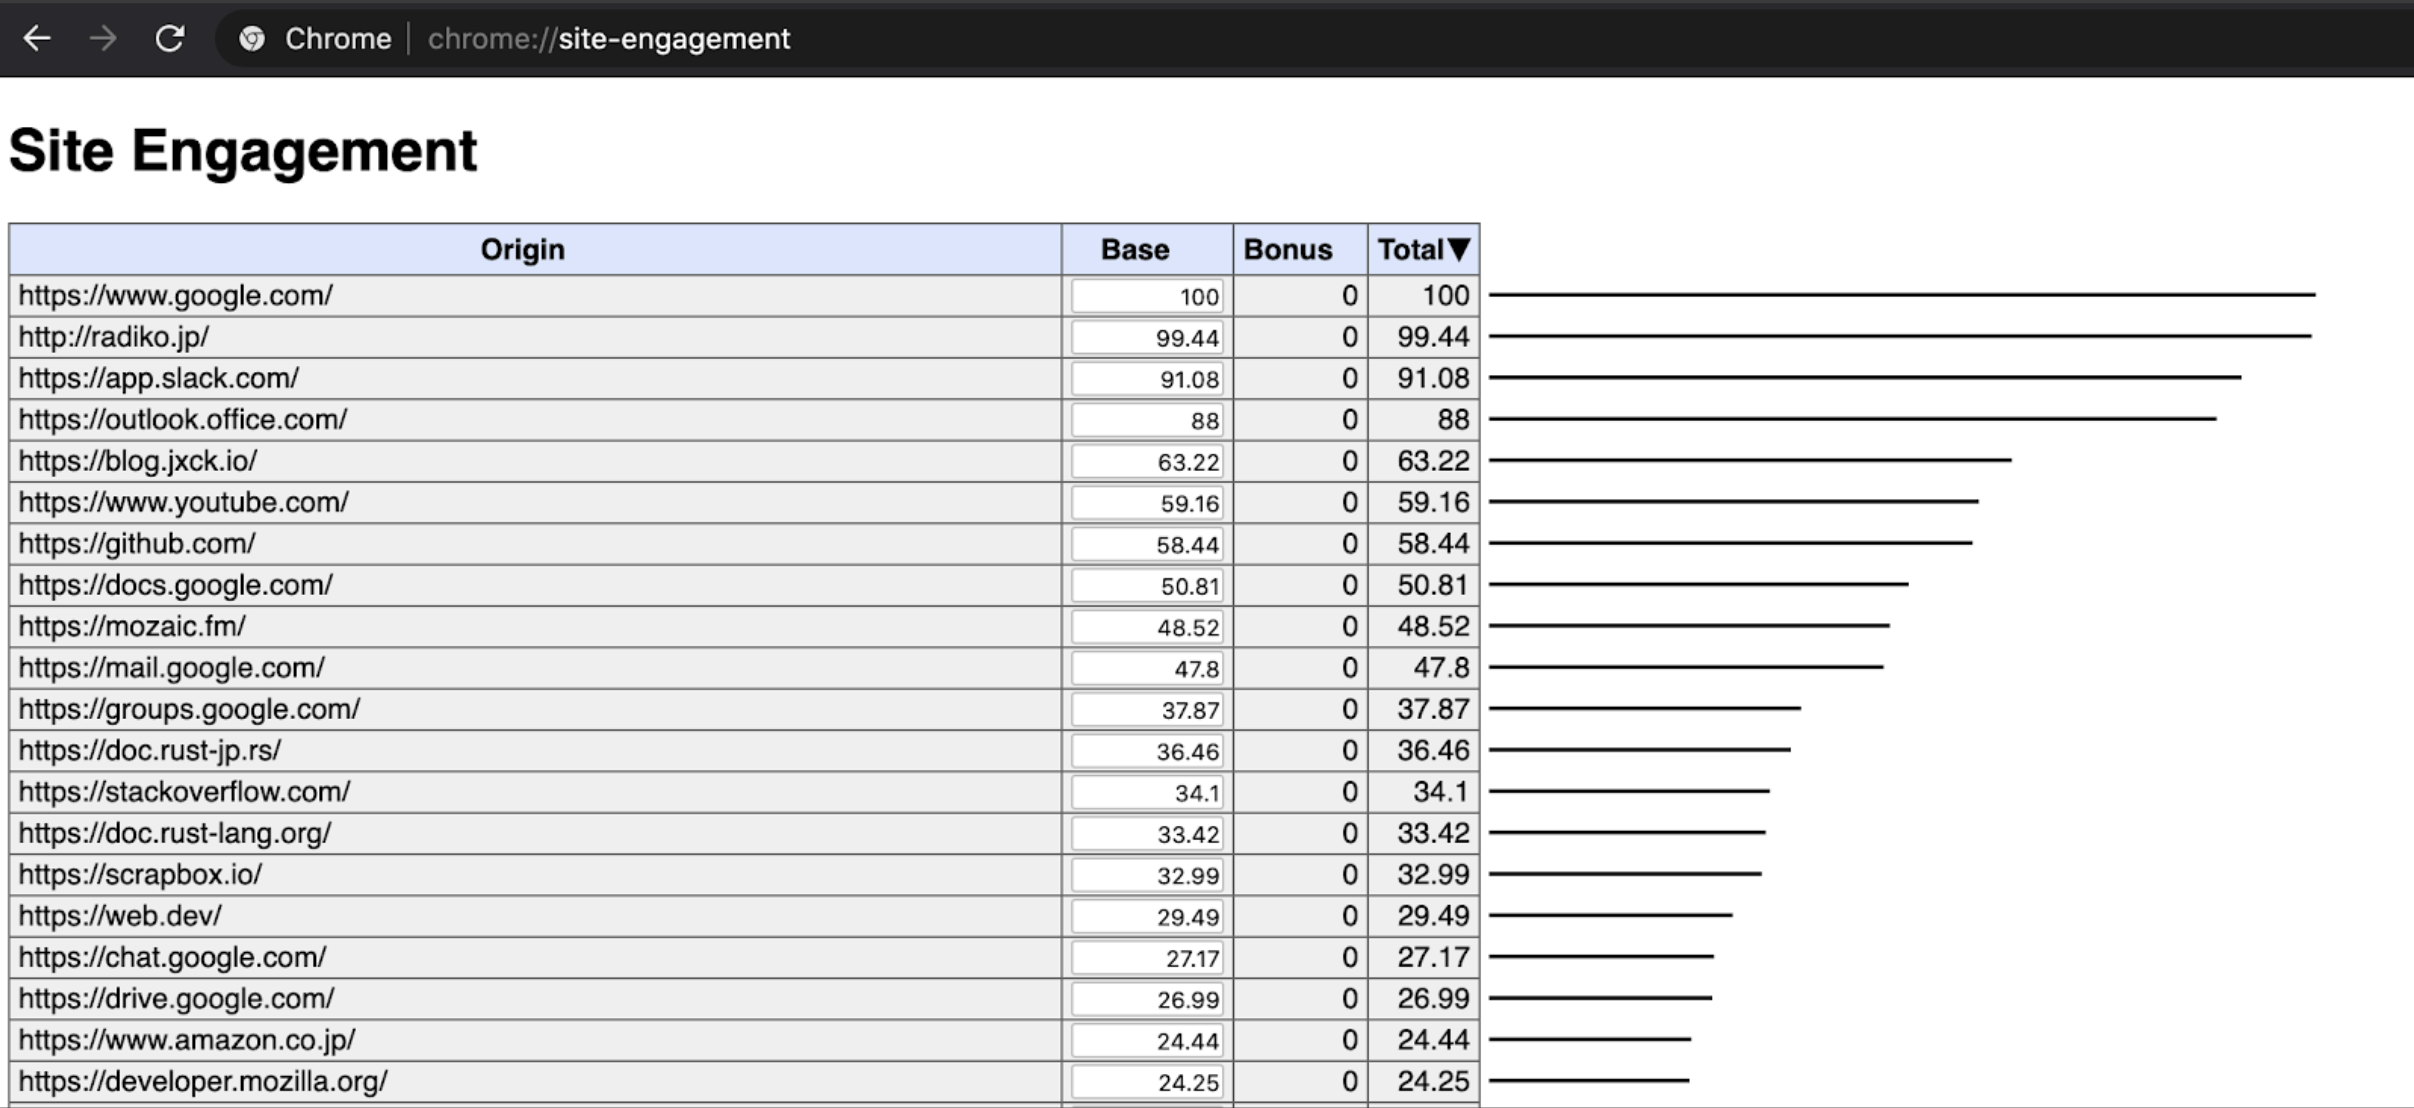 Chrome | chrome://site-engagement
Site Engagement
Origin Base Bonus Total▼
https://www.google.com/ 100 0 100
http://radiko.jp/ 99.44 0 99.44
https://app.slack.com/ 91.08 0 91.08
https://outlook.office.com/ 88 0 88
https://blog.jxck.io/ 63.22 0 63.22
https://www.youtube.com/ 59.16 0 59.16
https://github.com/ 58.44 0 58.44
https://docs.google.com/ 50.81 0 50.81
https://mozaic.fm/ 48.52 0 48.52
https://mail.google.com/ 47.8 0 47.8
https://groups.google.com/ 37.87 0 37.87
https://doc.rust-jp.rs/ 36.46 0 36.46
https://stackoverflow.com/ 34.1 0 34.1
https://doc.rust-lang.org/ 33.42 0 33.42
https://scrapbox.io/ 32.99 0 32.99
https://web.dev/ 29.49 0 29.49
https://chat.google.com/ 27.17 0 27.17
https://drive.google.com/ 26.99 0 26.99
https://www.amazon.co.jp/ 24.44 0 24.44
https://developer.mozilla.org/ 24.25 0 24.25